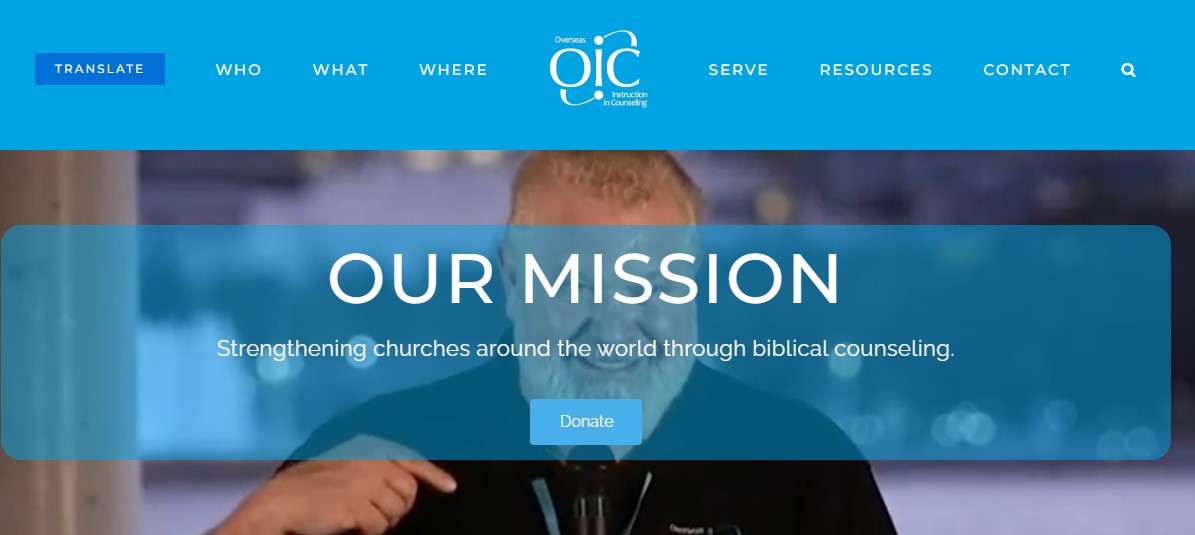 TRANSLATE
WHO
WHAT
WHERE
Overseas
oic
Instruction
in Counseling
SERVE
RESOURCES
CONTACT
OUR MISSION
Strengthening churches around the world through biblical counseling.
Donate
Overseas